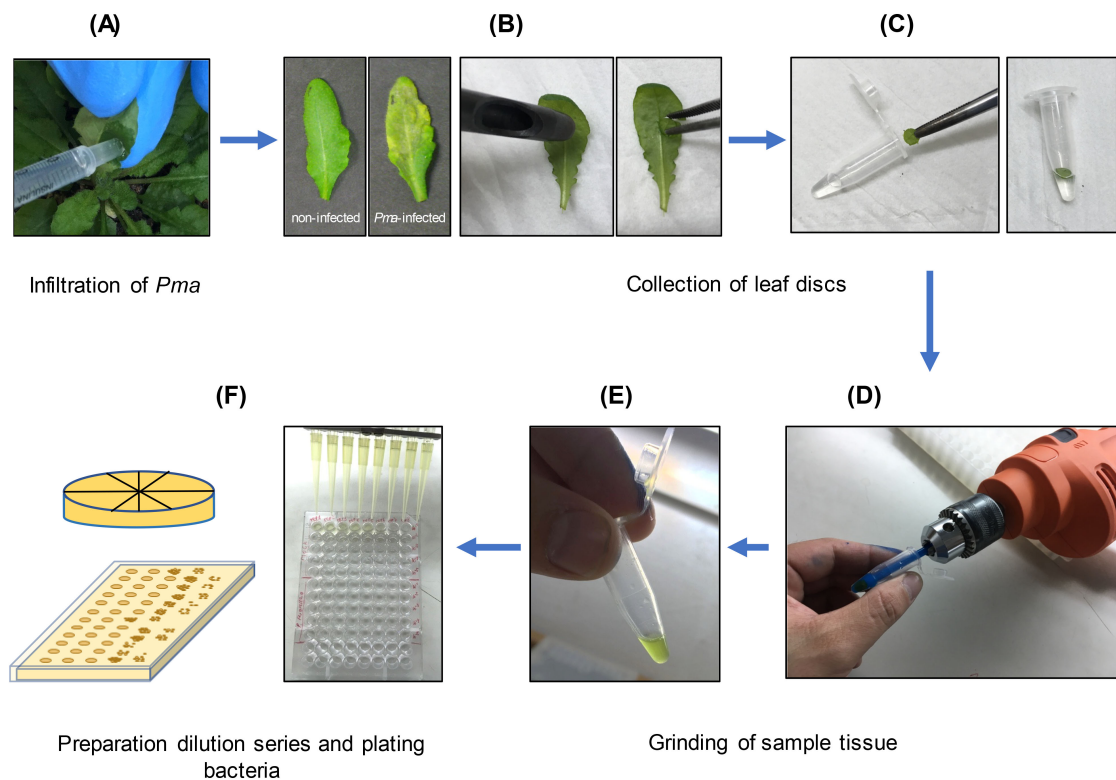 (A)
(B)
(C)
non-infected
Pma-infected
Infiltration of Pma
Collection of leaf discs
(F)
(E)
(D)
Preparation dilution series and plating
bacteria
Grinding of sample tissue